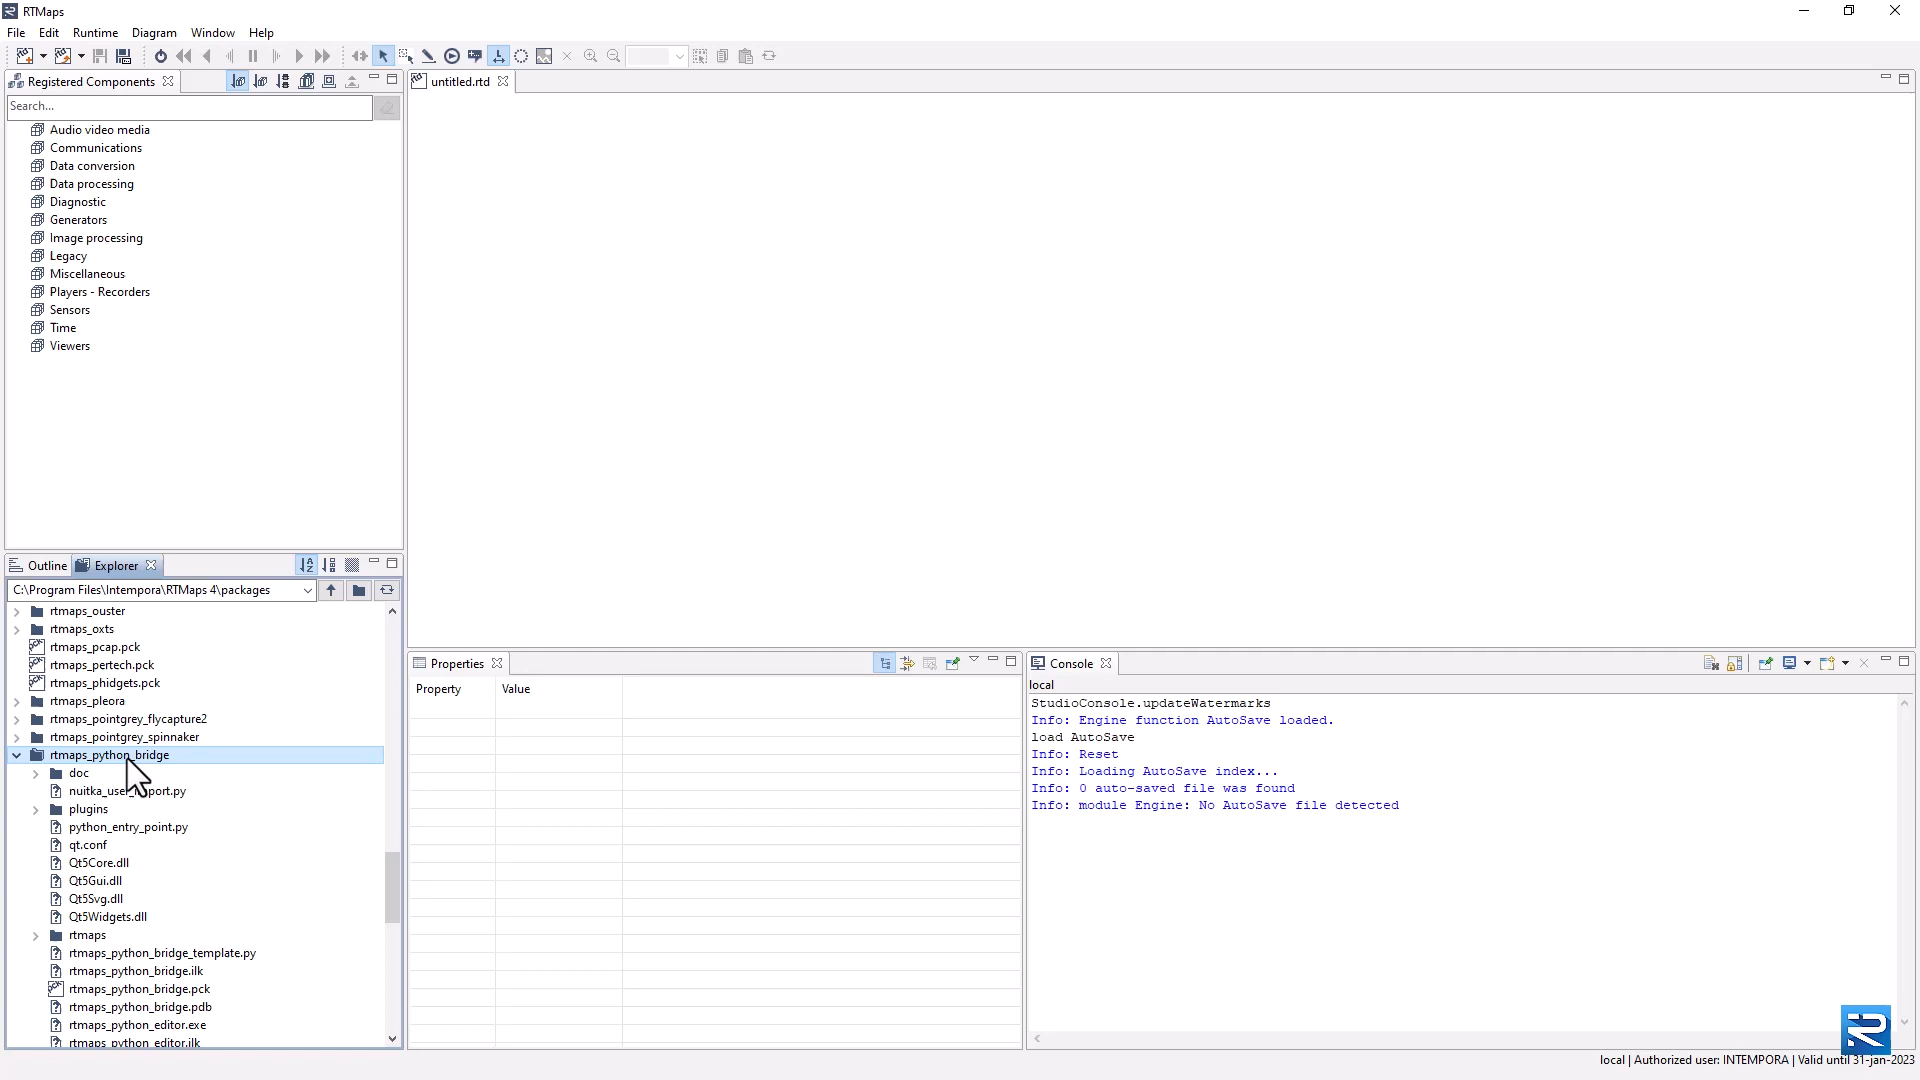 RTMaps
File Edit Runtime Diagram Window Help
Registered Components
untitled.rtd
Search...
Audio video media
Communications
Data conversion
Data processing
Diagnostic
Generators
Image processing
Legacy
Miscellaneous
Players - Recorders
Sensors
Time
Viewers
Outline Explorer
C:\Program Files\Intempora\RTMaps 4\packages
rtmaps_ouster
rtmaps_oxts
rtmaps_pcap.pck
rtmaps_pertech.pck
rtmaps_phidgets.pck
rtmaps_pleora
rtmaps_pointgrey_flycapture2
rtmaps_pointgrey_spinnaker
rtmaps_python_bridge
doc
plugins
python_entry_point.py
qt.conf
Qt5Core.dll
Qt5Gui.dll
Qt5Svg.dll
Qt5Widgets.dll
rtmaps
rtmaps_python_bridge_template.py
rtmaps_python_bridge.ilk
rtmaps_python_bridge.pck
rtmaps_python_bridge.pdb
rtmaps_python_editor.exe
rtmaps_python_editor.ilk
Properties
Property Value
Console
local
StudioConsole.updateWatermarks
Info: Engine function AutoSave loaded.
load AutoSave
Info: Reset
Info: Loading AutoSave index...
Info: 0 auto-saved file was found
Info: module Engine: No AutoSave file detected
local | Authorized user: INTEMPORA | Valid until 31-jan-2023